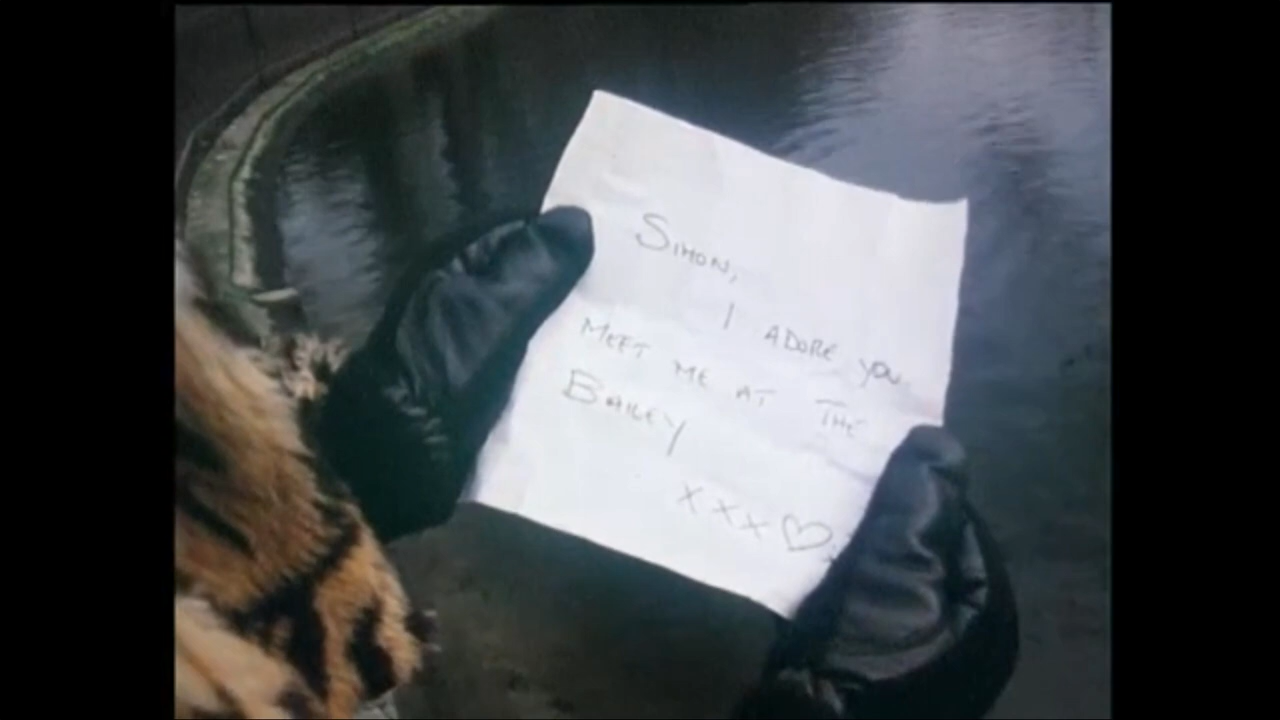 SIMON,
I ADORE YOU.
MEET ME AT THE
BAILEY
XXX♡